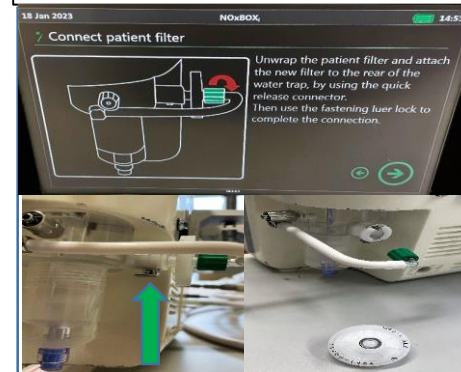 18 Jan 2023 NOxBOXi 14:53
Connect patient filter
Unwrap the patient filter and attach
the new filter to the rear of the
water trap, by using the quick
release connector.
Then use the fastening luer lock to
complete the connection.